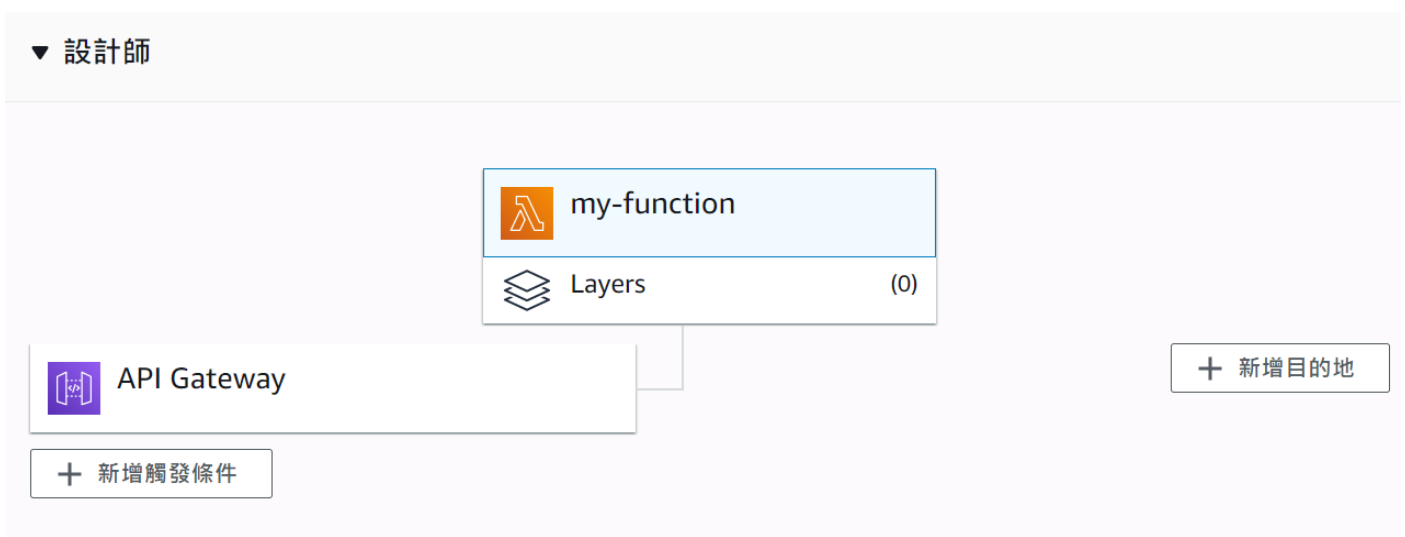 設計師
my-function
Layers (0)
API Gateway
新增目的地
新增觸發條件